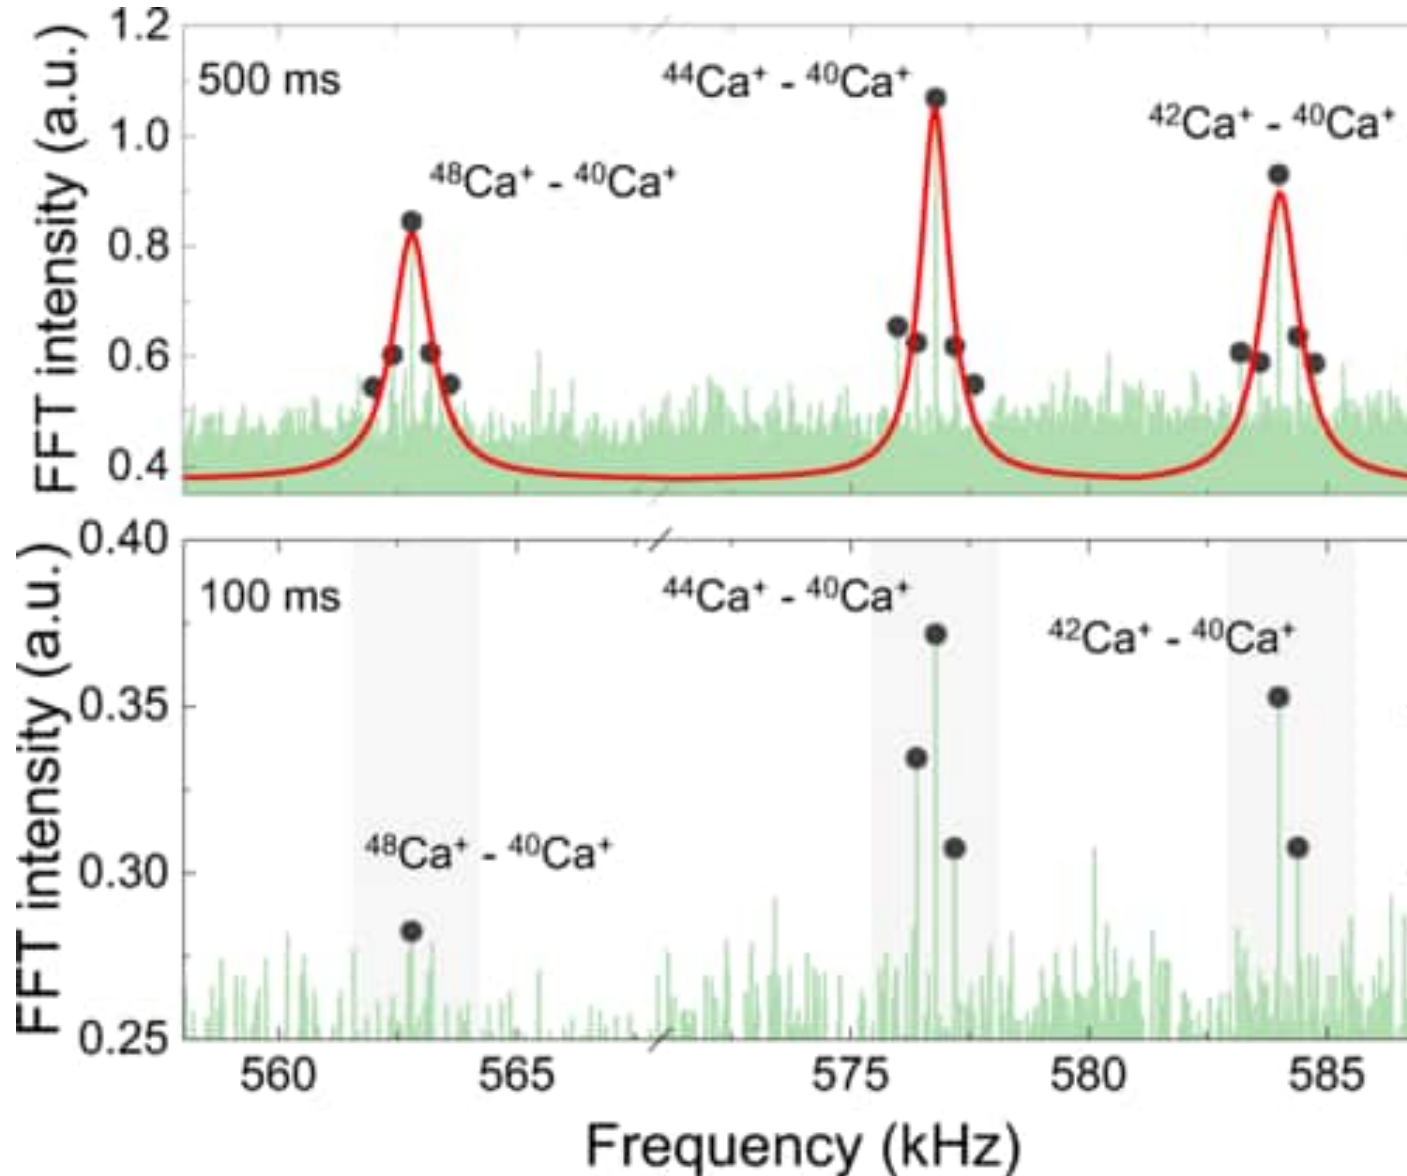 FFT intensity (a.u.)
1.2
1.0
0.8
0.6
0.4
500 ms
⁴⁸Ca⁺ - ⁴⁰Ca⁺
⁴⁴Ca⁺ - ⁴⁰Ca⁺
⁴²Ca⁺ - ⁴⁰Ca⁺
FFT intensity (a.u.)
0.40
0.35
0.30
0.25
100 ms
⁴⁸Ca⁺ - ⁴⁰Ca⁺
⁴⁴Ca⁺ - ⁴⁰Ca⁺
⁴²Ca⁺ - ⁴⁰Ca⁺
560 565 575 580 585
Frequency (kHz)